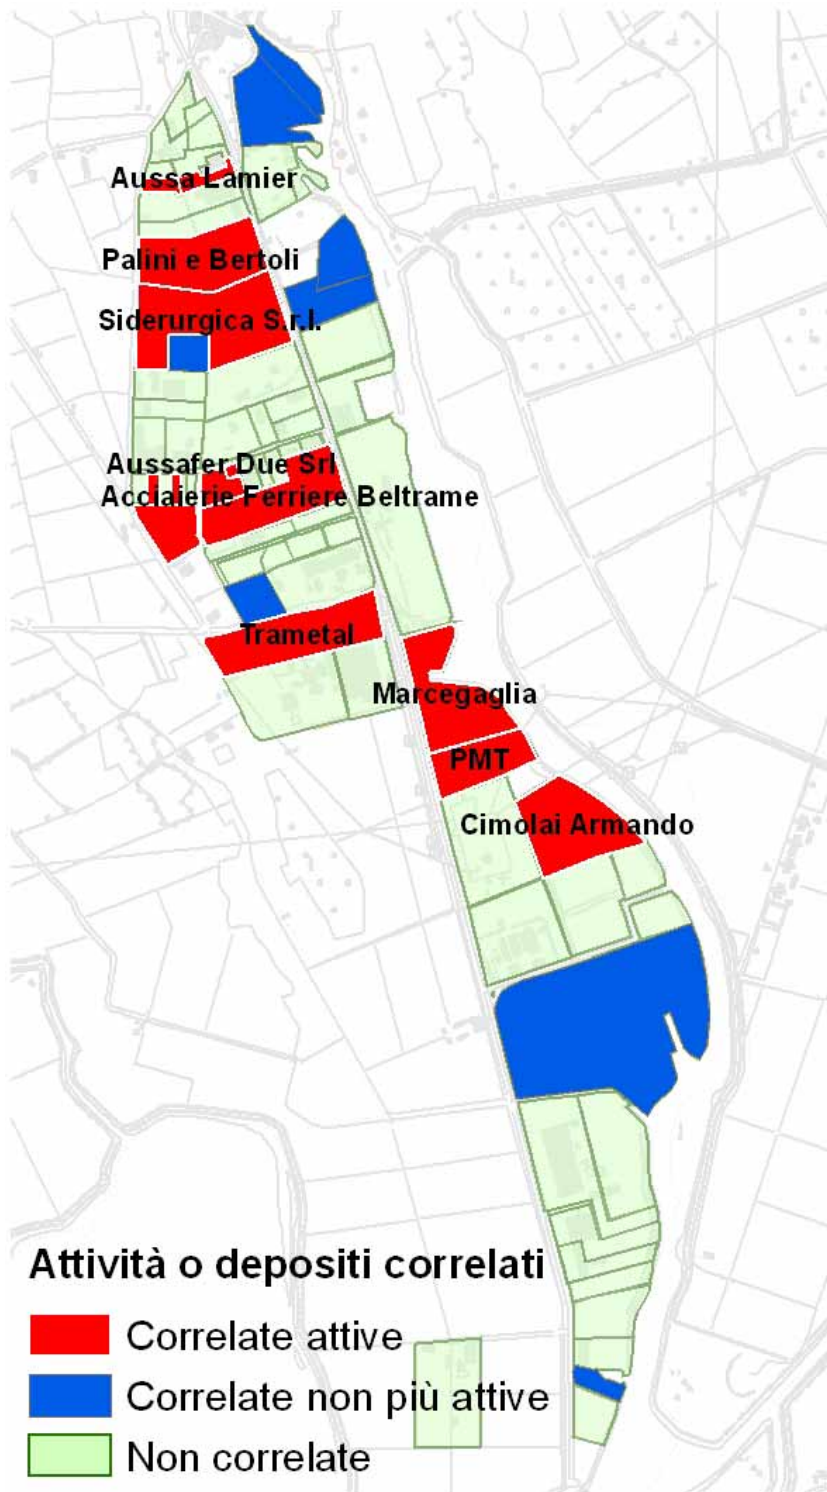 Aussa Lamier
Palini e Bertoli
Siderurgica S.r.l.
Aussafer Due Srl
Acciaierie Ferriere Beltrame
Trametal
Marcegaglia
PMT
Cimolai Armando
Attività o depositi correlati
Correlate attive
Correlate non più attive
Non correlate